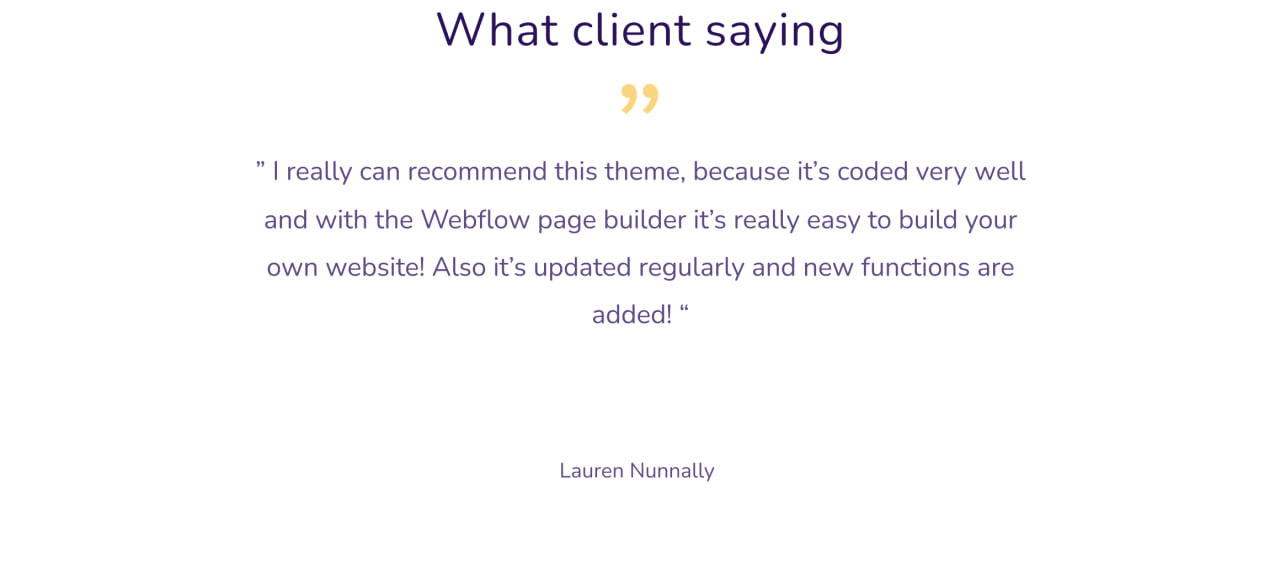 What client saying
”
” I really can recommend this theme, because it’s coded very well
and with the Webflow page builder it’s really easy to build your
own website! Also it’s updated regularly and new functions are
added! “
Lauren Nunnally